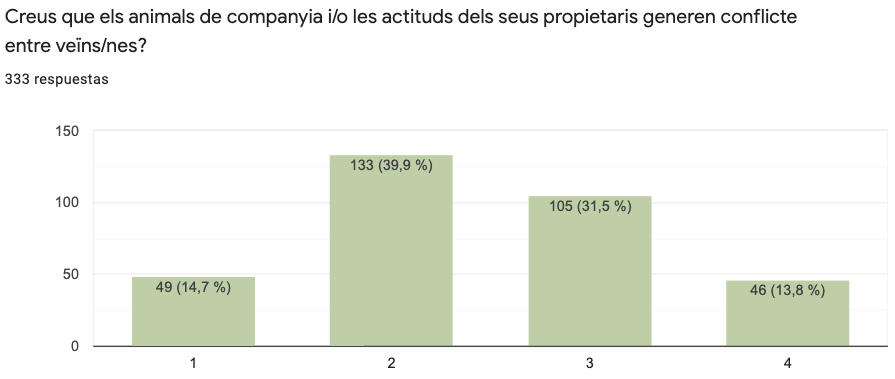 Creus que els animals de companyia i/o les actituds dels seus propietaris generen conflicte
entre veïns/nes?
333 respuestas
150
100
50
0
49 (14,7 %)
133 (39,9 %)
105 (31,5 %)
46 (13,8 %)
1
2
3
4